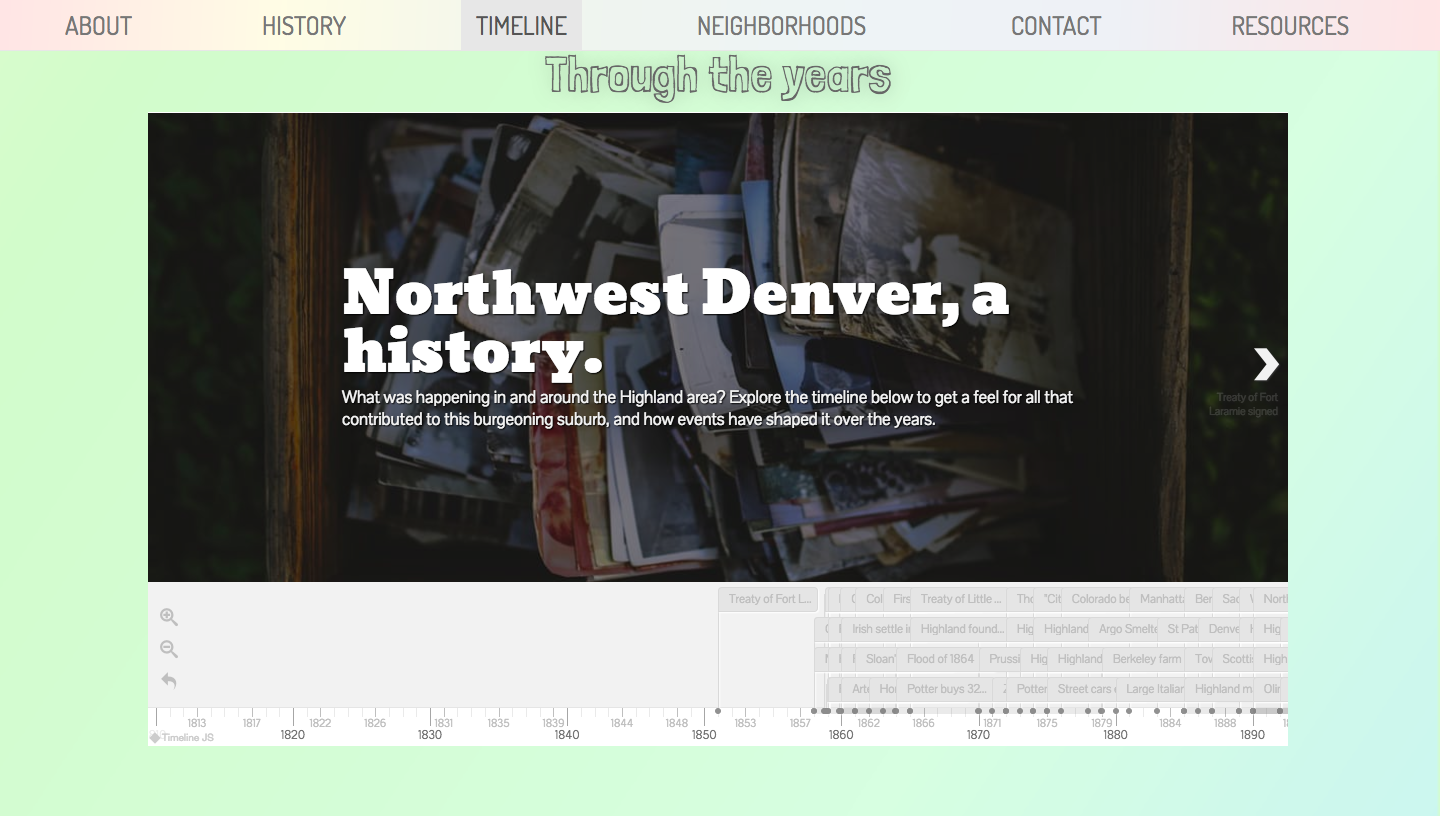 ABOUT
HISTORY
TIMELINE
NEIGHBORHOODS
CONTACT
RESOURCES
Through the years
Northwest Denver, a
history.
What was happening in and around the Highland area? Explore the timeline below to get a feel for all that
contributed to this burgeoning suburb, and how events have shaped it over the years.
Treaty of Fort
Laramie signed
Treaty of Fort L... Col Firs Treaty of Little ... "Cit Colorado be Manhatta Ber Sac North
Irish settle i Highland found... Hig Highland Argo Smelte St Pat Denve Hig
Sloan' Flood of 1864 Prussi Hig Highland Berkeley farm Tov Scotti High
Arte Hor Potter buys 32... Potter Street cars Large Italian Highland m Olin
1813 1817 1822 1826 1831 1835 1839 1844 1848 1853 1857 1862 1866 1871 1875 1879 1884 1888
1820 1830 1840 1850 1860 1870 1880 1890
Timeline JS